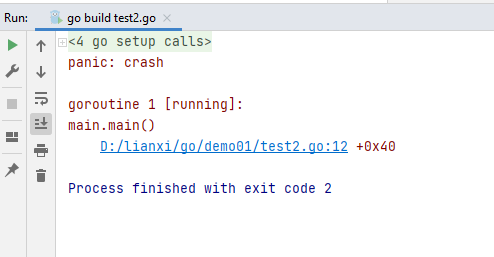 Run:
go build test2.go
<4 go setup calls>
panic: crash
goroutine 1 [running]:
main.main()
D:/lianxi/go/demo01/test2.go:12 +0x40
Process finished with exit code 2